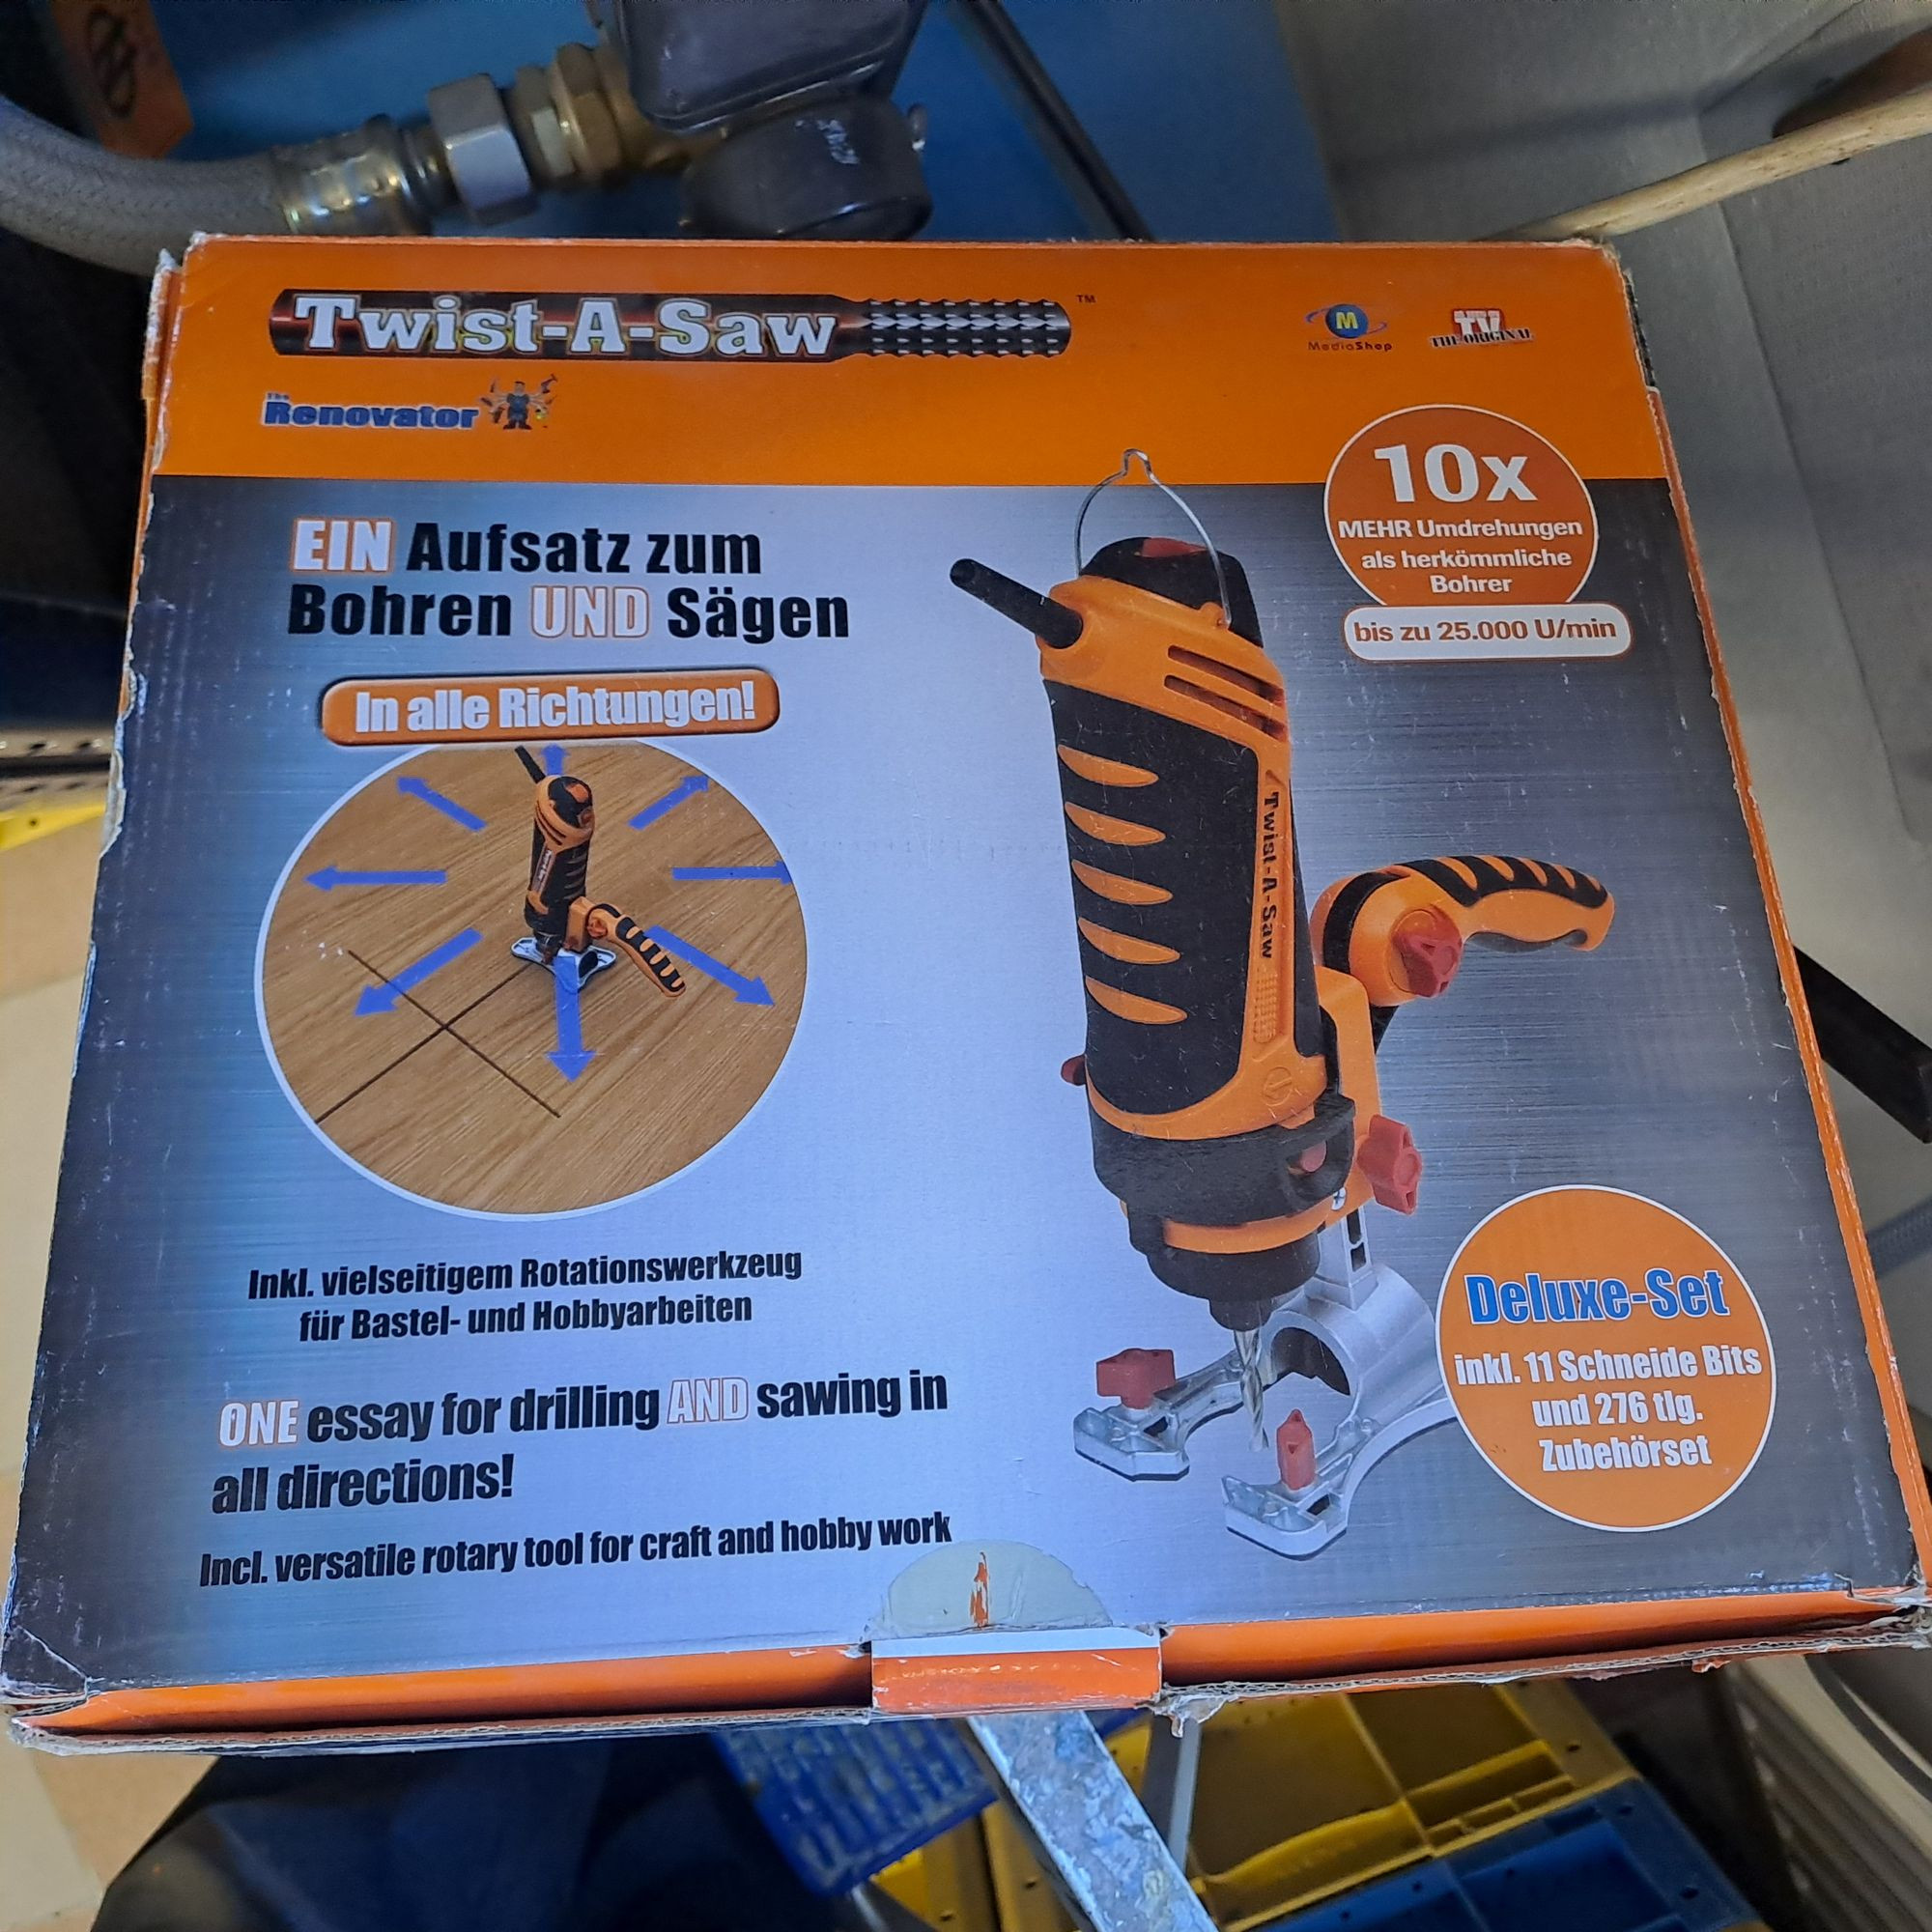 Twist-A-Saw ™
The Renovator
MediaShop
TV
THE ORIGINAL
10x
MEHR Umdrehungen
als herkömmliche
Bohrer
bis zu 25.000 U/min
EIN Aufsatz zum
Bohren UND Sägen
In alle Richtungen!
Twist-A-Saw
Inkl. vielseitigem Rotationswerkzeug
für Bastel- und Hobbyarbeiten
ONE essay for drilling AND sawing in
all directions!
Incl. versatile rotary tool for craft and hobby work
Deluxe-Set
inkl. 11 Schneide Bits
und 276 tlg.
Zubehörset